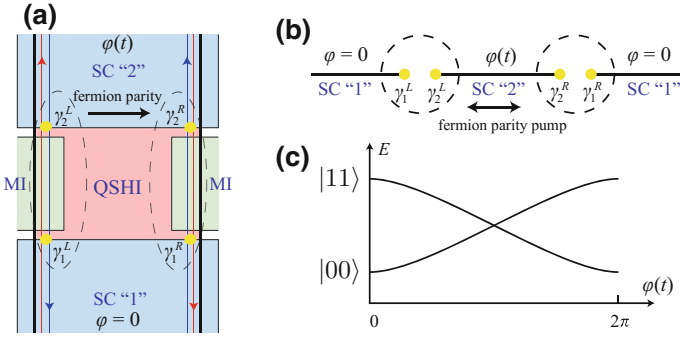 (a)
φ(t)
SC “2”
fermion parity
γ₂ᴸ
γ₂ᴿ
MI
QSHI
MI
γ₁ᴸ
γ₁ᴿ
SC “1”
φ = 0
(b)
φ = 0
φ(t)
φ = 0
SC “1”
γ₁ᴸ
γ₂ᴸ
SC “2”
γ₂ᴿ
γ₁ᴿ
SC “1”
fermion parity pump
(c)
E
|11⟩
|00⟩
0
2π
φ(t)